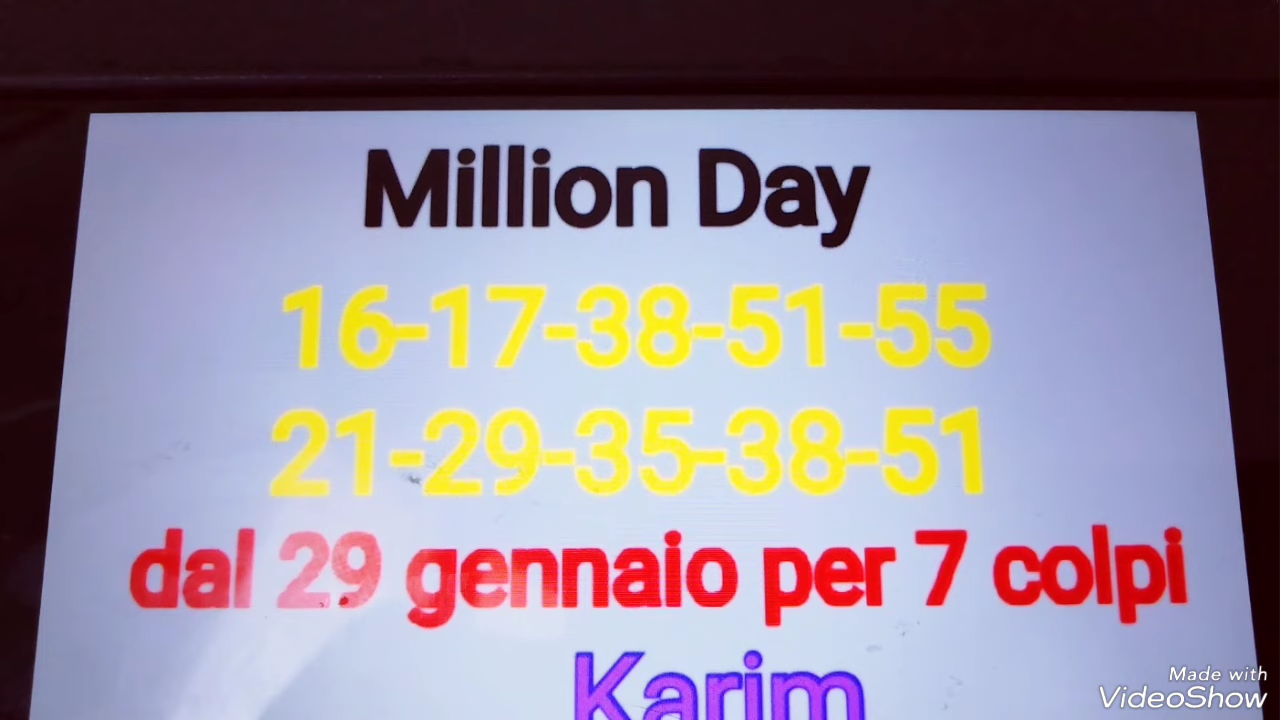 Million Day
16-17-38-51-55
21-29-35-38-51
dal 29 gennaio per 7 colpi
Karim
Made with
VideoShow